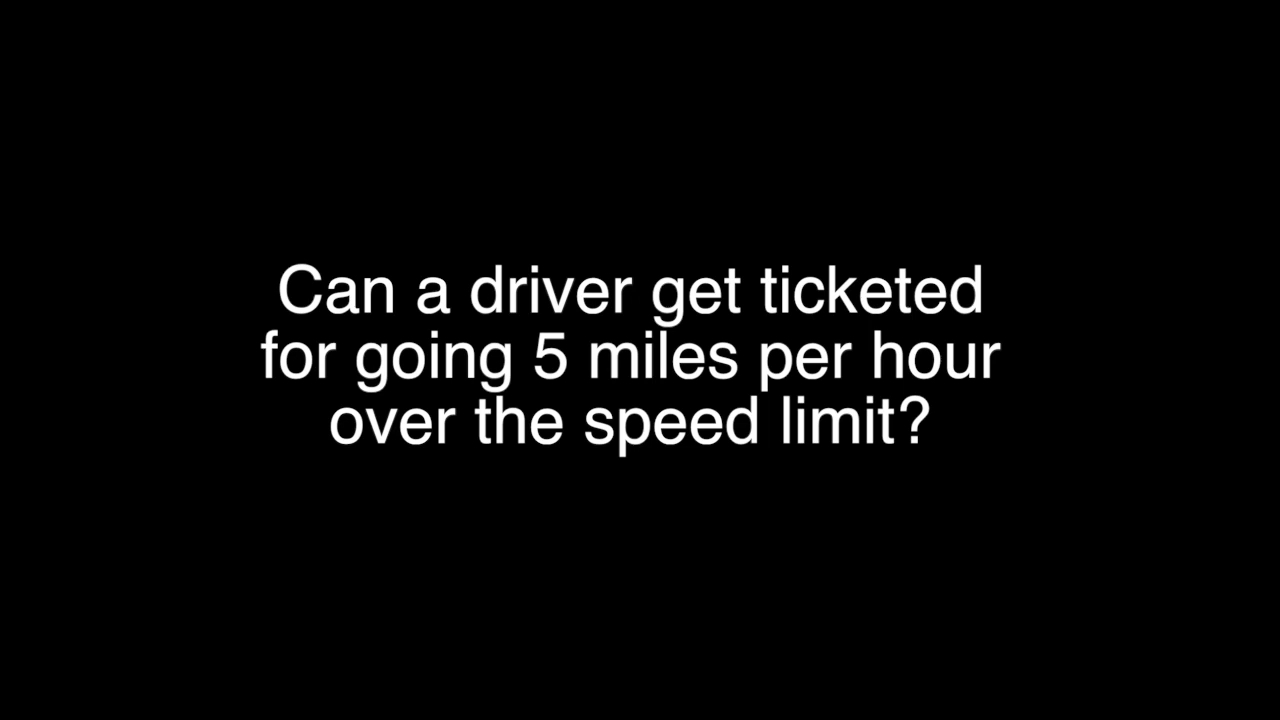 Can a driver get ticketed
for going 5 miles per hour
over the speed limit?